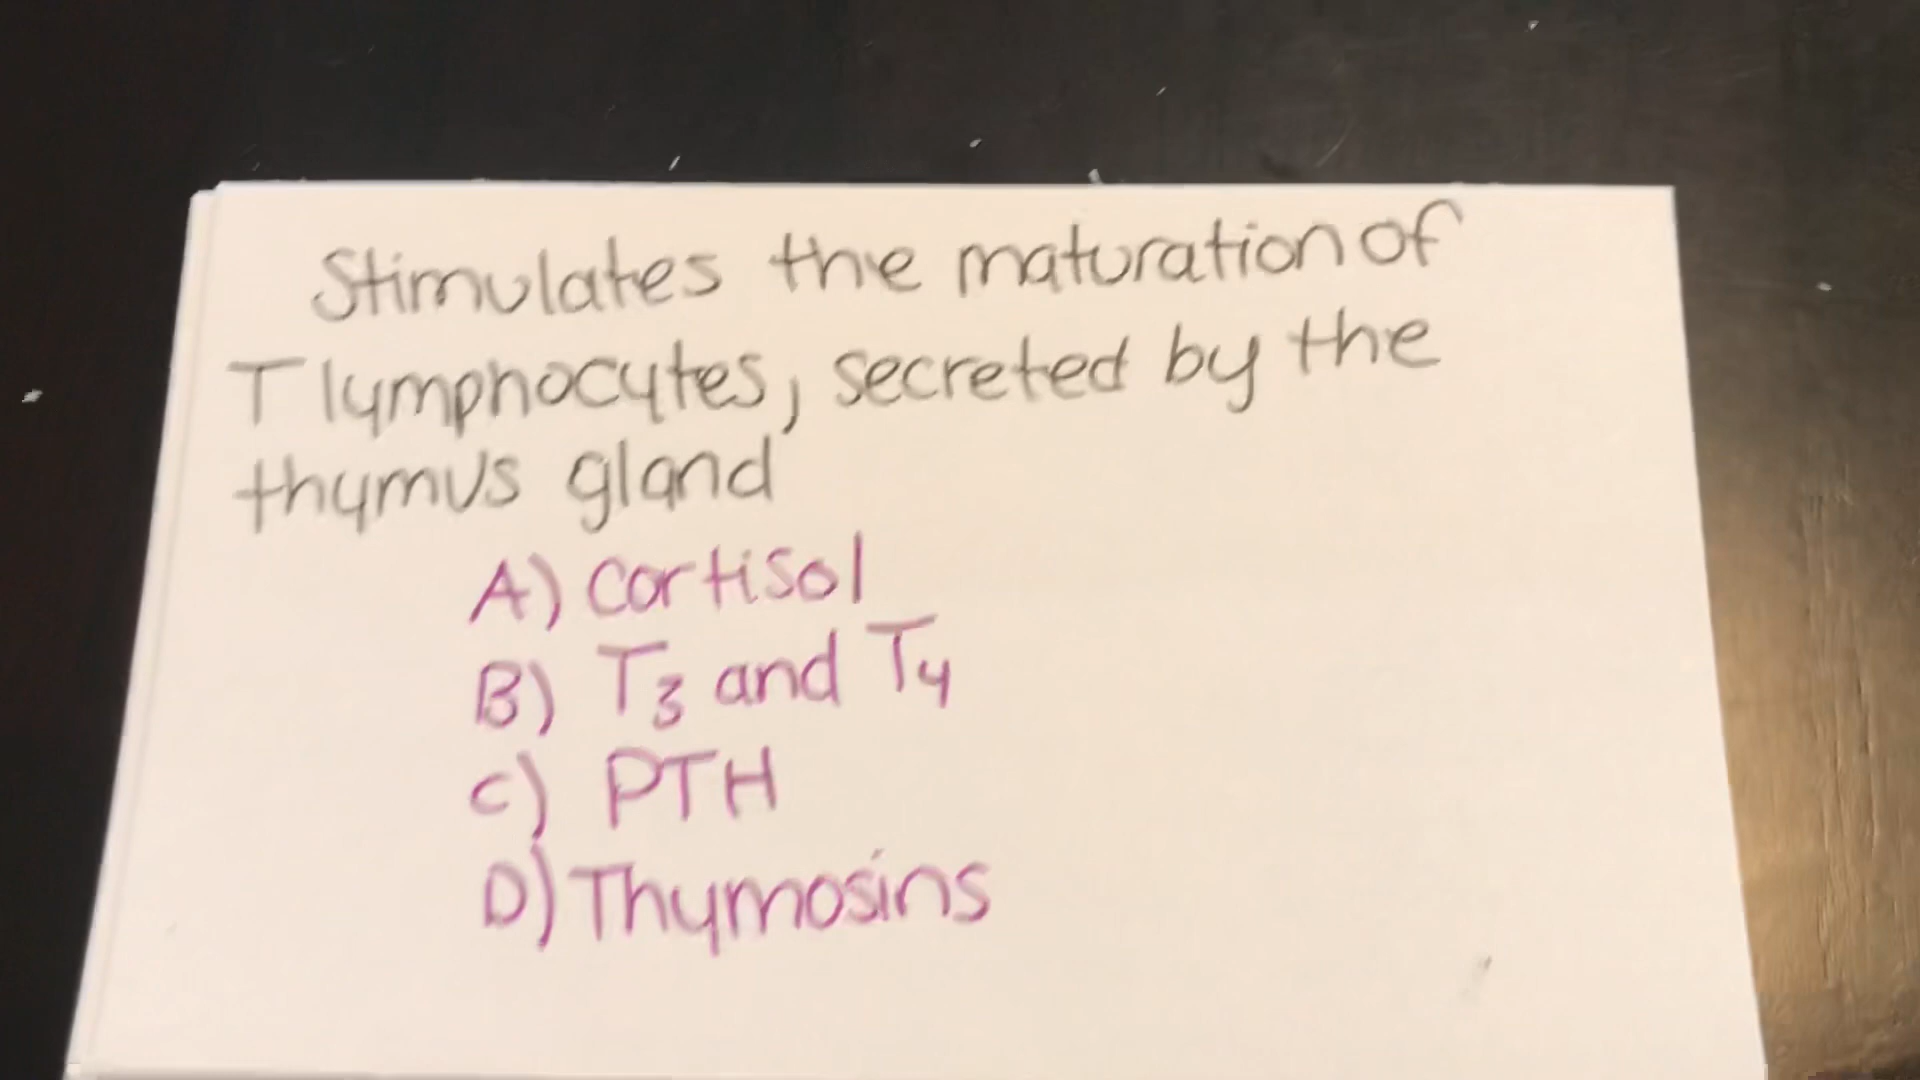 Stimulates the maturation of
T lymphocytes, secreted by the
thymus gland
A) Cortisol
B) T₃ and T₄
C) PTH
D) Thymosins